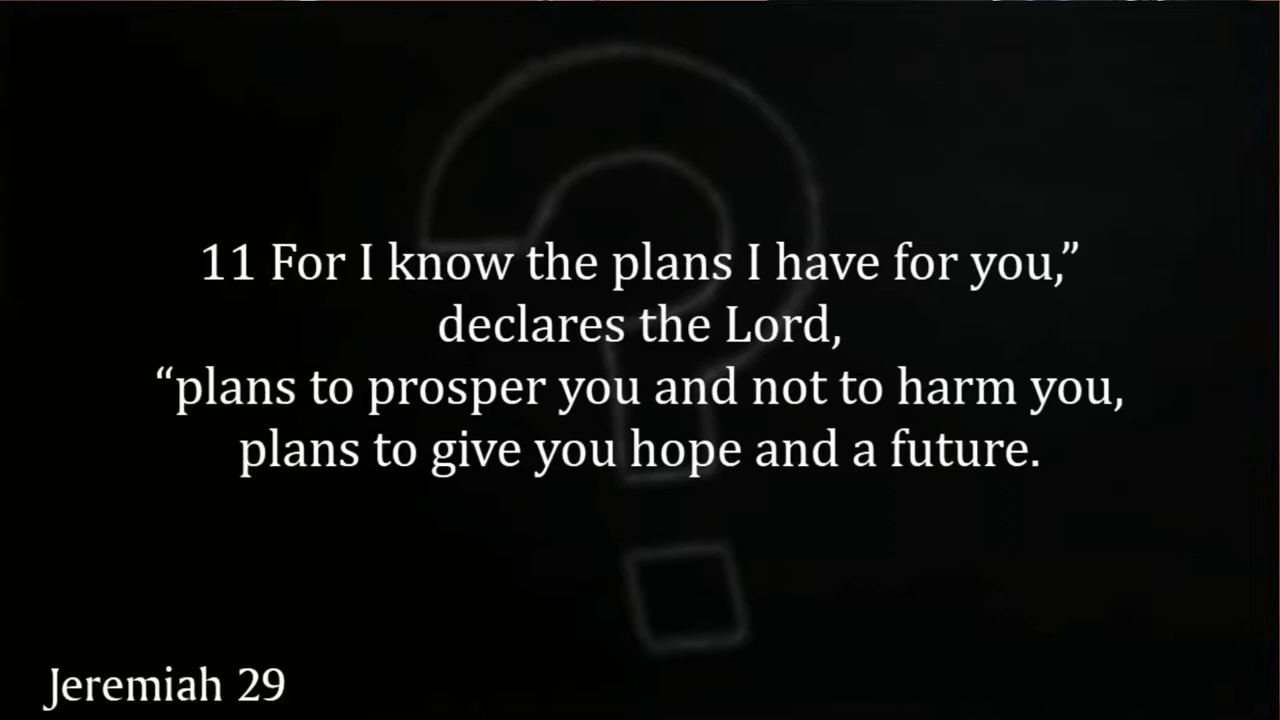 11 For I know the plans I have for you,”
declares the Lord,
“plans to prosper you and not to harm you,
plans to give you hope and a future.
Jeremiah 29